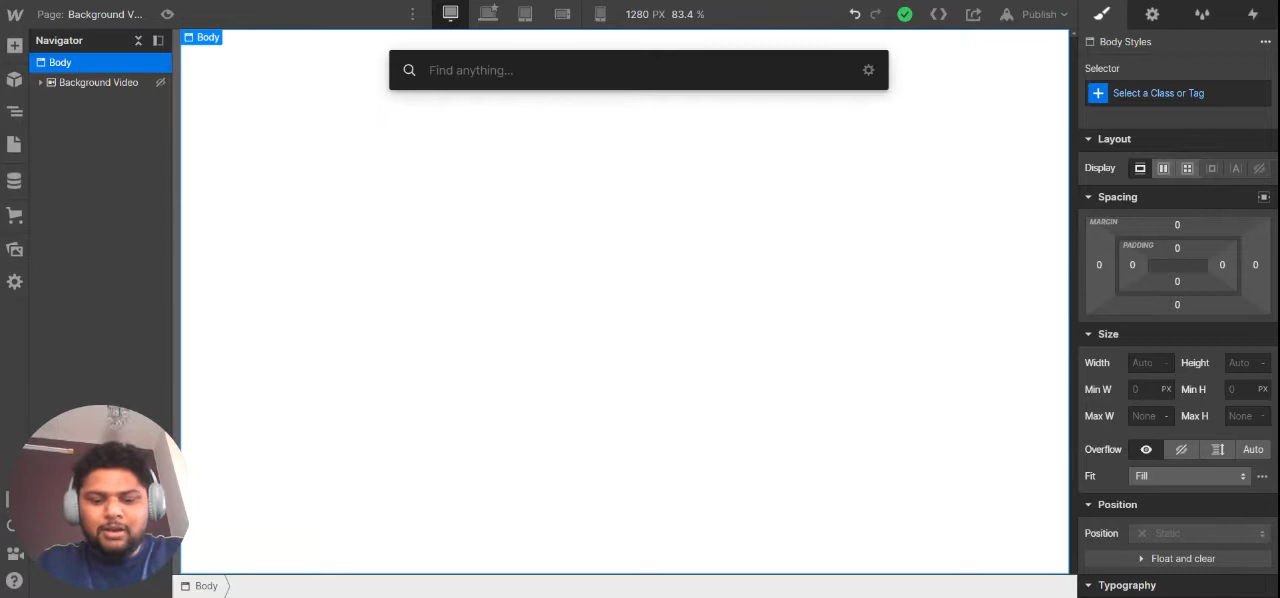 Page: Background V...
1280 PX 83.4 %
Publish
Navigator
Body
Background Video
Body
Find anything...
Body Styles
Selector
Select a Class or Tag
Layout
Display
A
Spacing
MARGIN
0
PADDING
0
0
0
0
0
0
0
Size
Width Auto - Height Auto -
Min W 0 PX Min H 0 PX
Max W None - Max H None -
Overflow Auto
Fit Fill
Position
Position Static
Float and clear
Typography
Body